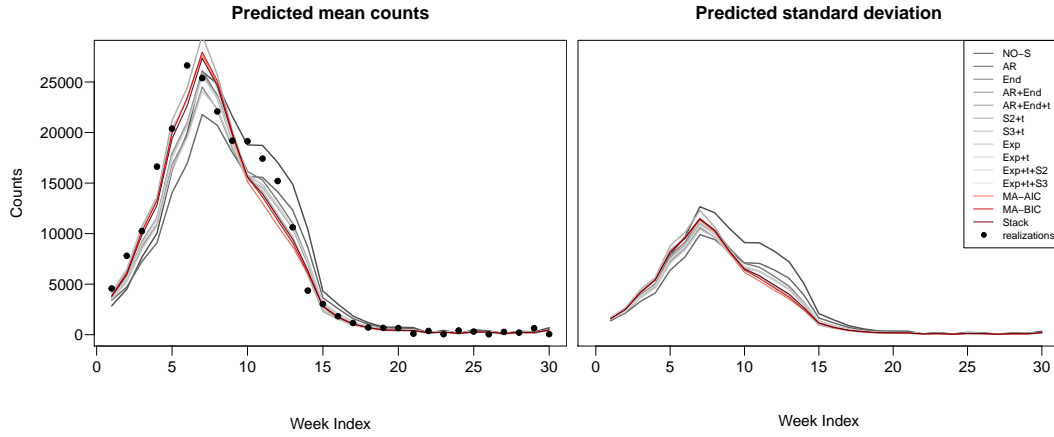 Predicted mean counts
Predicted standard deviation
Counts
25000
20000
15000
10000
5000
0
0 5 10 15 20 25 30
Week Index
0 5 10 15 20 25 30
Week Index
NO−S
AR
End
AR+End
AR+End+t
S2+t
S3+t
Exp
Exp+t
Exp+t+S2
Exp+t+S3
MA−AIC
MA−BIC
Stack
realizations